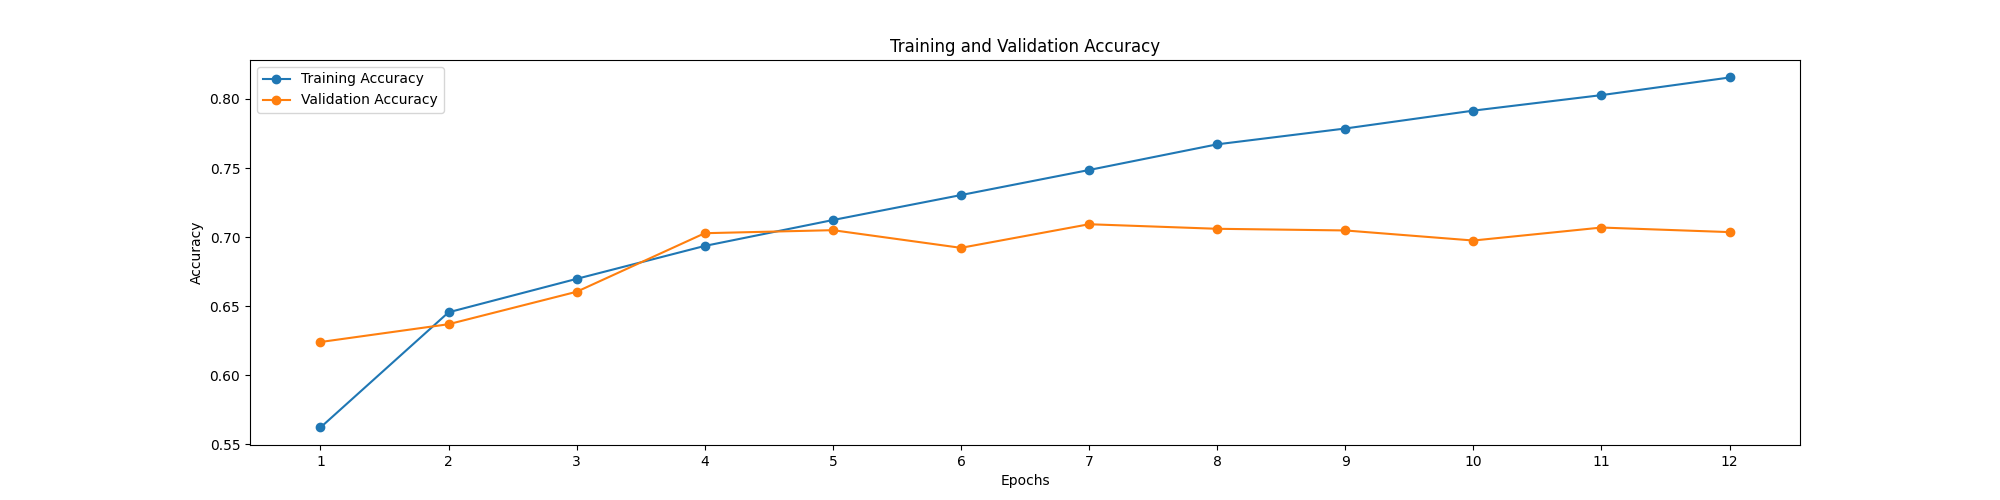 Training and Validation Accuracy
Training Accuracy
Validation Accuracy
0.80
0.75
0.70
0.65
0.60
0.55
Accuracy
1 2 3 4 5 6 7 8 9 10 11 12
Epochs